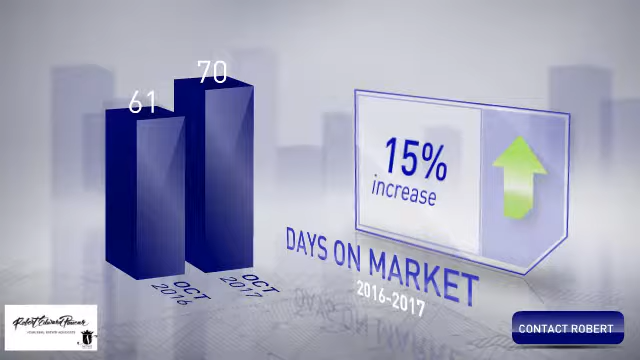 61
70
OCT
2016
OCT
2017
15%
increase
DAYS ON MARKET
2016-2017
CONTACT ROBERT